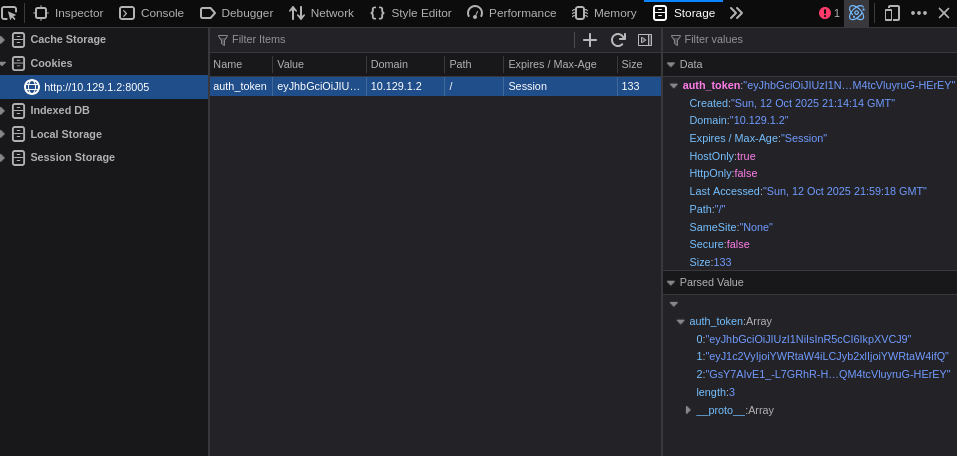 Inspector Console Debugger Network Style Editor Performance Memory Storage 1
Cache Storage
Cookies
http://10.129.1.2:8005
Indexed DB
Local Storage
Session Storage
Filter Items
Name Value Domain Path Expires / Max-Age Size
auth_token eyJhbGciOiJIU... 10.129.1.2 / Session 133
Filter values
Data
auth_token:"eyJhbGciOiJIUzI1N...M4tcVluyruG-HErEY"
Created:"Sun, 12 Oct 2025 21:14:14 GMT"
Domain:"10.129.1.2"
Expires / Max-Age:"Session"
HostOnly:true
HttpOnly:false
Last Accessed:"Sun, 12 Oct 2025 21:59:18 GMT"
Path:"/"
SameSite:"None"
Secure:false
Size:133
Parsed Value
auth_token:Array
0:"eyJhbGciOiJIUzI1NiIsInR5cCI6IkpXVCJ9"
1:"eyJ1c2VyIjoiYWRtaW4iLCJyb2xlIjoiYWRtaW4ifQ"
2:"GsY7AIvE1_-L7GRhR-H...QM4tcVluyruG-HErEY"
length:3
__proto__:Array